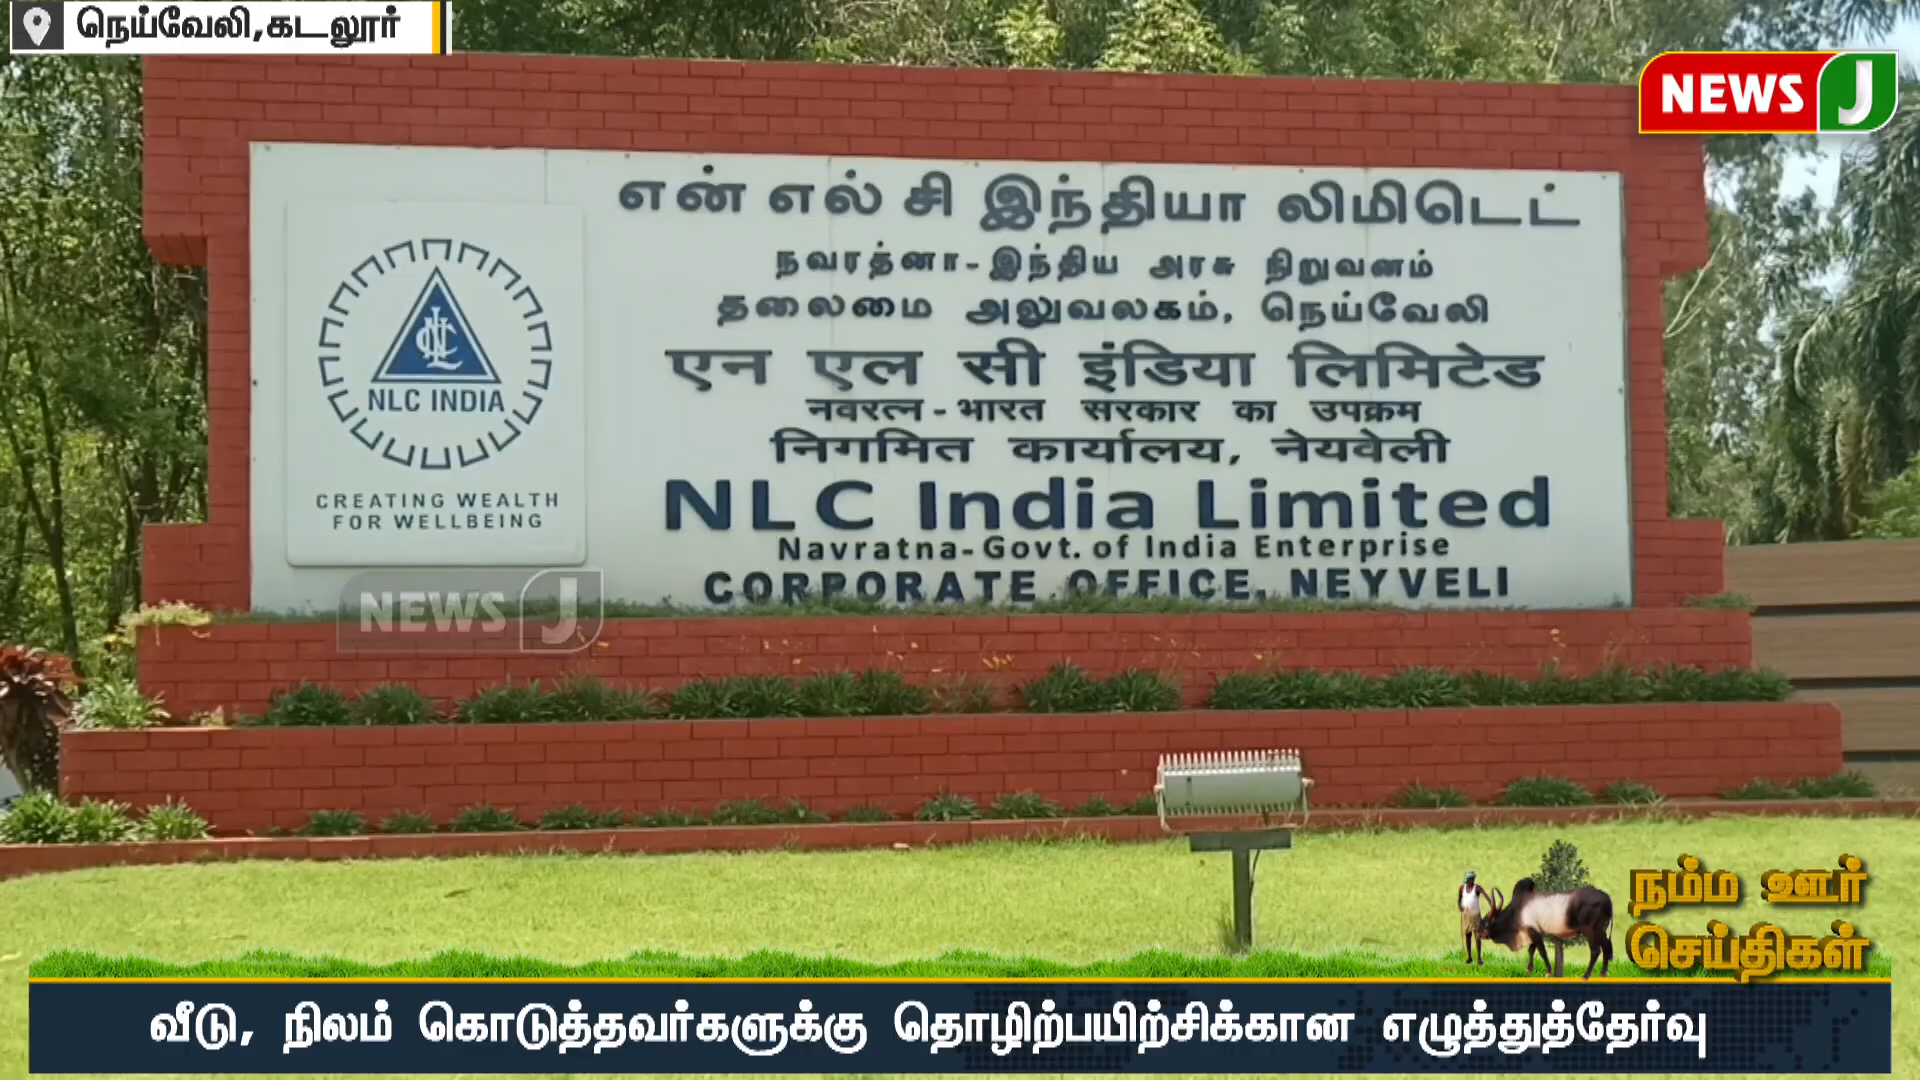 நெய்வேலி,கடலூர்
NEWS J
என் எல் சி இந்தியா லிமிடெட்
நவரத்னா-இந்திய அரசு நிறுவனம்
தலைமை அலுவலகம், நெய்வேலி
एन एल सी इंडिया लिमिटेड
नवरत्न-भारत सरकार का उपक्रम
निगमित कार्यालय, नेयवेली
NLC India Limited
Navratna-Govt. of India Enterprise
CORPORATE OFFICE, NEYVELI
NLC
NLC INDIA
CREATING WEALTH
FOR WELLBEING
NEWS J
நம்ம ஊர்
செய்திகள்
வீடு, நிலம் கொடுத்தவர்களுக்கு தொழிற்பயிற்சிக்கான எழுத்துத்தேர்வு